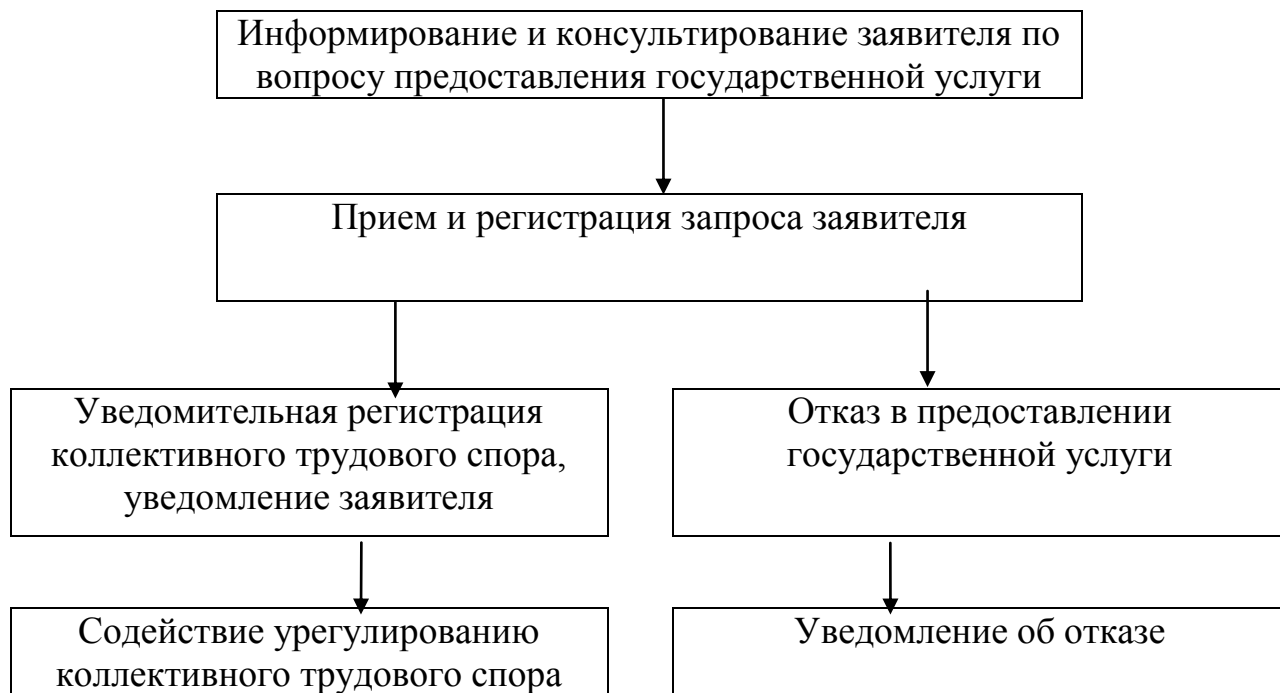 Информирование и консультирование заявителя по
вопросу предоставления государственной услуги
Прием и регистрация запроса заявителя
Уведомительная регистрация
коллективного трудового спора,
уведомление заявителя
Отказ в предоставлении
государственной услуги
Содействие урегулированию
коллективного трудового спора
Уведомление об отказе